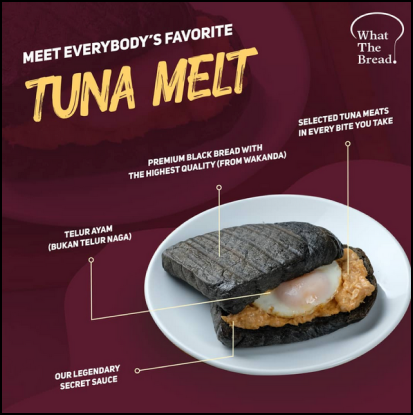 MEET EVERYBODY'S FAVORITE
TUNA MELT
What
The
Bread.
SELECTED TUNA MEATS
IN EVERY BITE YOU TAKE
PREMIUM BLACK BREAD WITH
THE HIGHEST QUALITY (FROM WAKANDA)
TELUR AYAM
(BUKAN TELUR NAGA)
OUR LEGENDARY
SECRET SAUCE